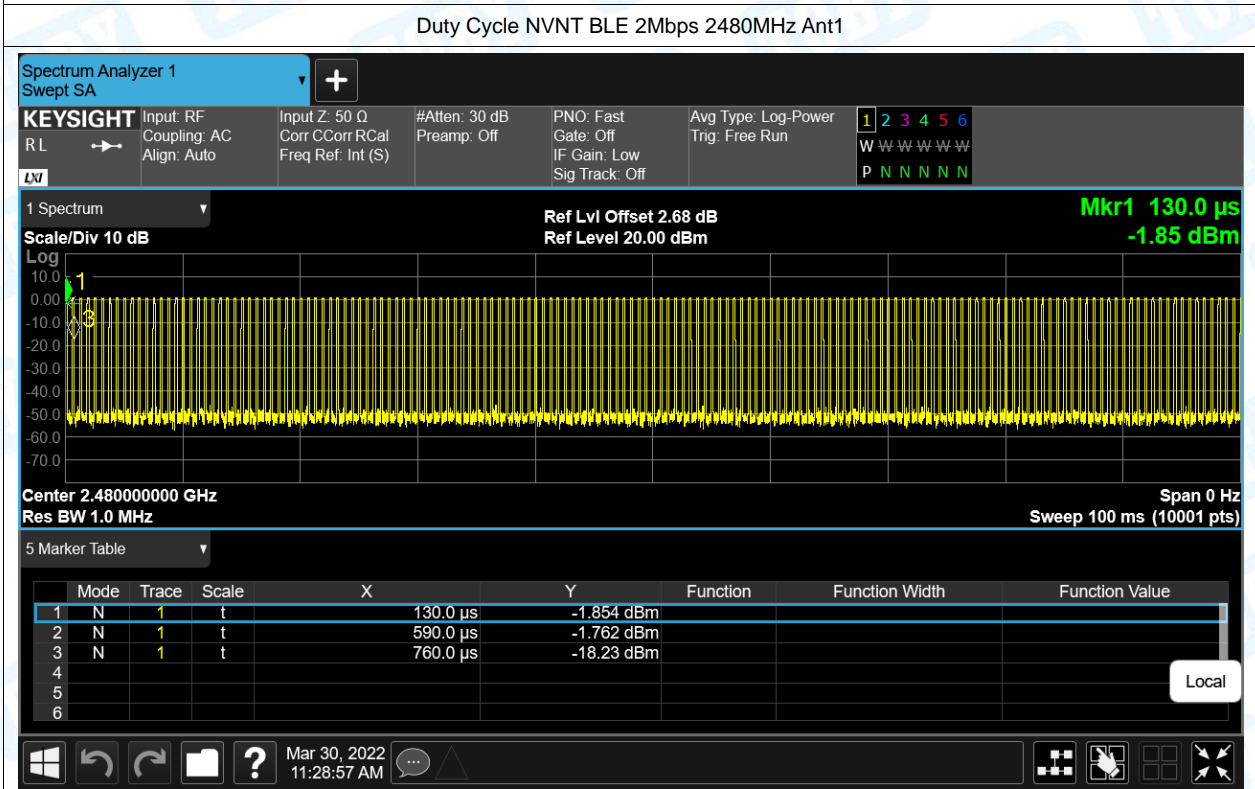 Duty Cycle NVNT BLE 2Mbps 2480MHz Ant1
Spectrum Analyzer 1
Swept SA
KEYSIGHT Input: RF Input Z: 50 Ω #Atten: 30 dB PNO: Fast Avg Type: Log-Power 1 2 3 4 5 6
RL Coupling: AC Corr CCorr RCal Preamp: Off Gate: Off Trig: Free Run W W W W W W
Align: Auto Freq Ref: Int (S) IF Gain: Low
LXI Sig Track: Off P N N N N N
1 Spectrum Ref Lvl Offset 2.68 dB Mkr1 130.0 µs
Scale/Div 10 dB Ref Level 20.00 dBm -1.85 dBm
Log
10.0 1
0.00
-10.0 3
-20.0
-30.0
-40.0
-50.0
-60.0
-70.0
Center 2.480000000 GHz Span 0 Hz
Res BW 1.0 MHz Sweep 100 ms (10001 pts)
5 Marker Table
Mode Trace Scale X Y Function Function Width Function Value
1 N 1 t 130.0 µs -1.854 dBm
2 N 1 t 590.0 µs -1.762 dBm
3 N 1 t 760.0 µs -18.23 dBm
4
5 Local
6
? Mar 30, 2022
11:28:57 AM